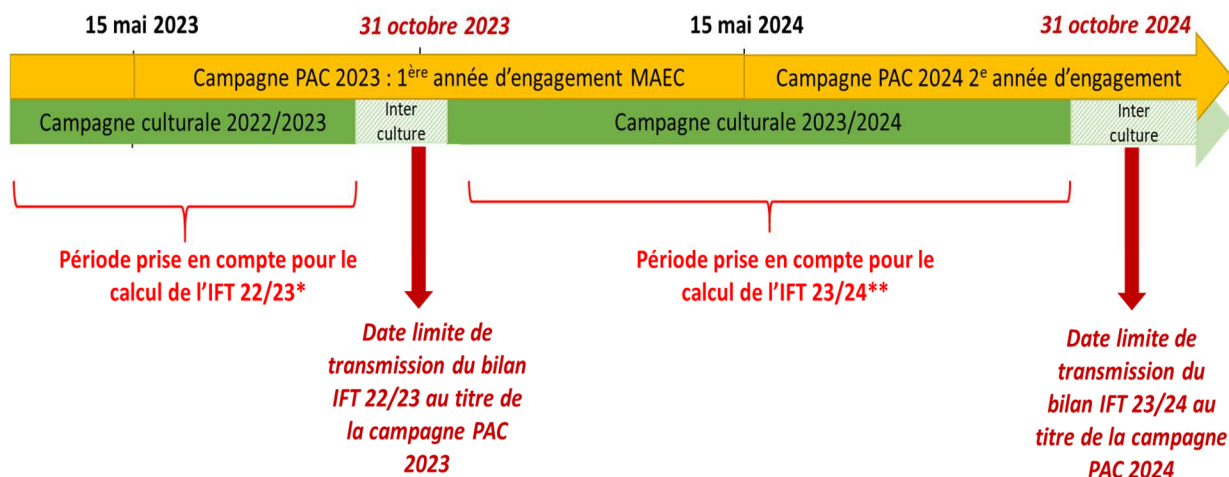 15 mai 2023
31 octobre 2023
15 mai 2024
31 octobre 2024
Campagne PAC 2023 : 1ère année d'engagement MAEC
Campagne PAC 2024 2e année d'engagement
Campagne culturale 2022/2023
Inter
culture
Campagne culturale 2023/2024
Inter
culture
Période prise en compte pour le
calcul de l'IFT 22/23*
Période prise en compte pour le
calcul de l'IFT 23/24**
Date limite de
transmission du bilan
IFT 22/23 au titre de
la campagne PAC
2023
Date limite de
transmission du
bilan IFT 23/24 au
titre de la campagne
PAC 2024